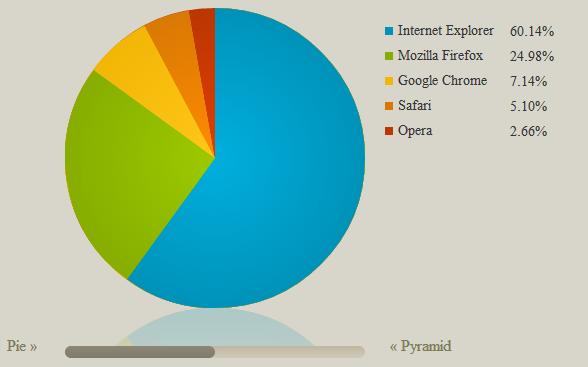 Internet Explorer 60.14%
Mozilla Firefox 24.98%
Google Chrome 7.14%
Safari 5.10%
Opera 2.66%
Pie » « Pyramid